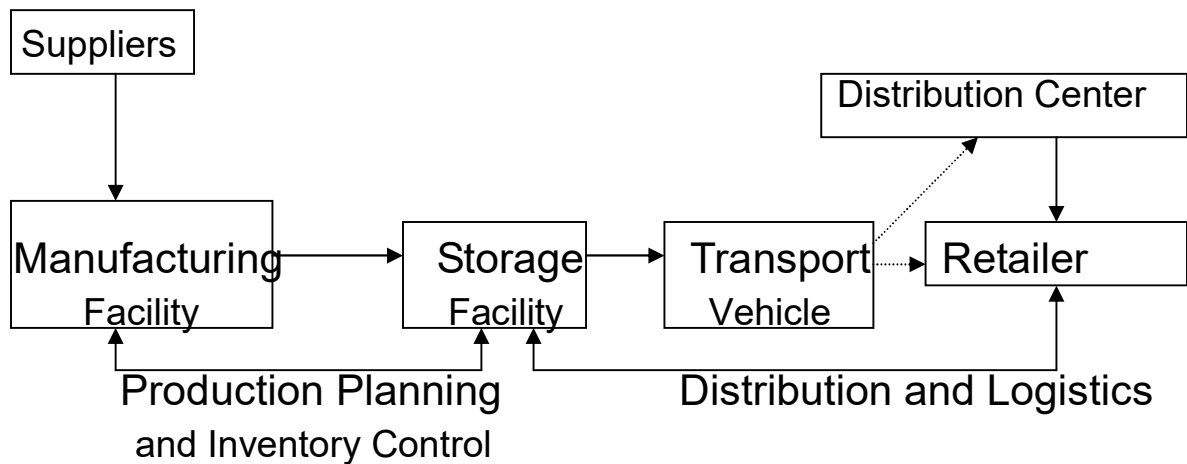 Suppliers
Distribution Center
Manufacturing
Facility
Storage
Facility
Transport
Vehicle
Retailer
Production Planning
and Inventory Control
Distribution and Logistics